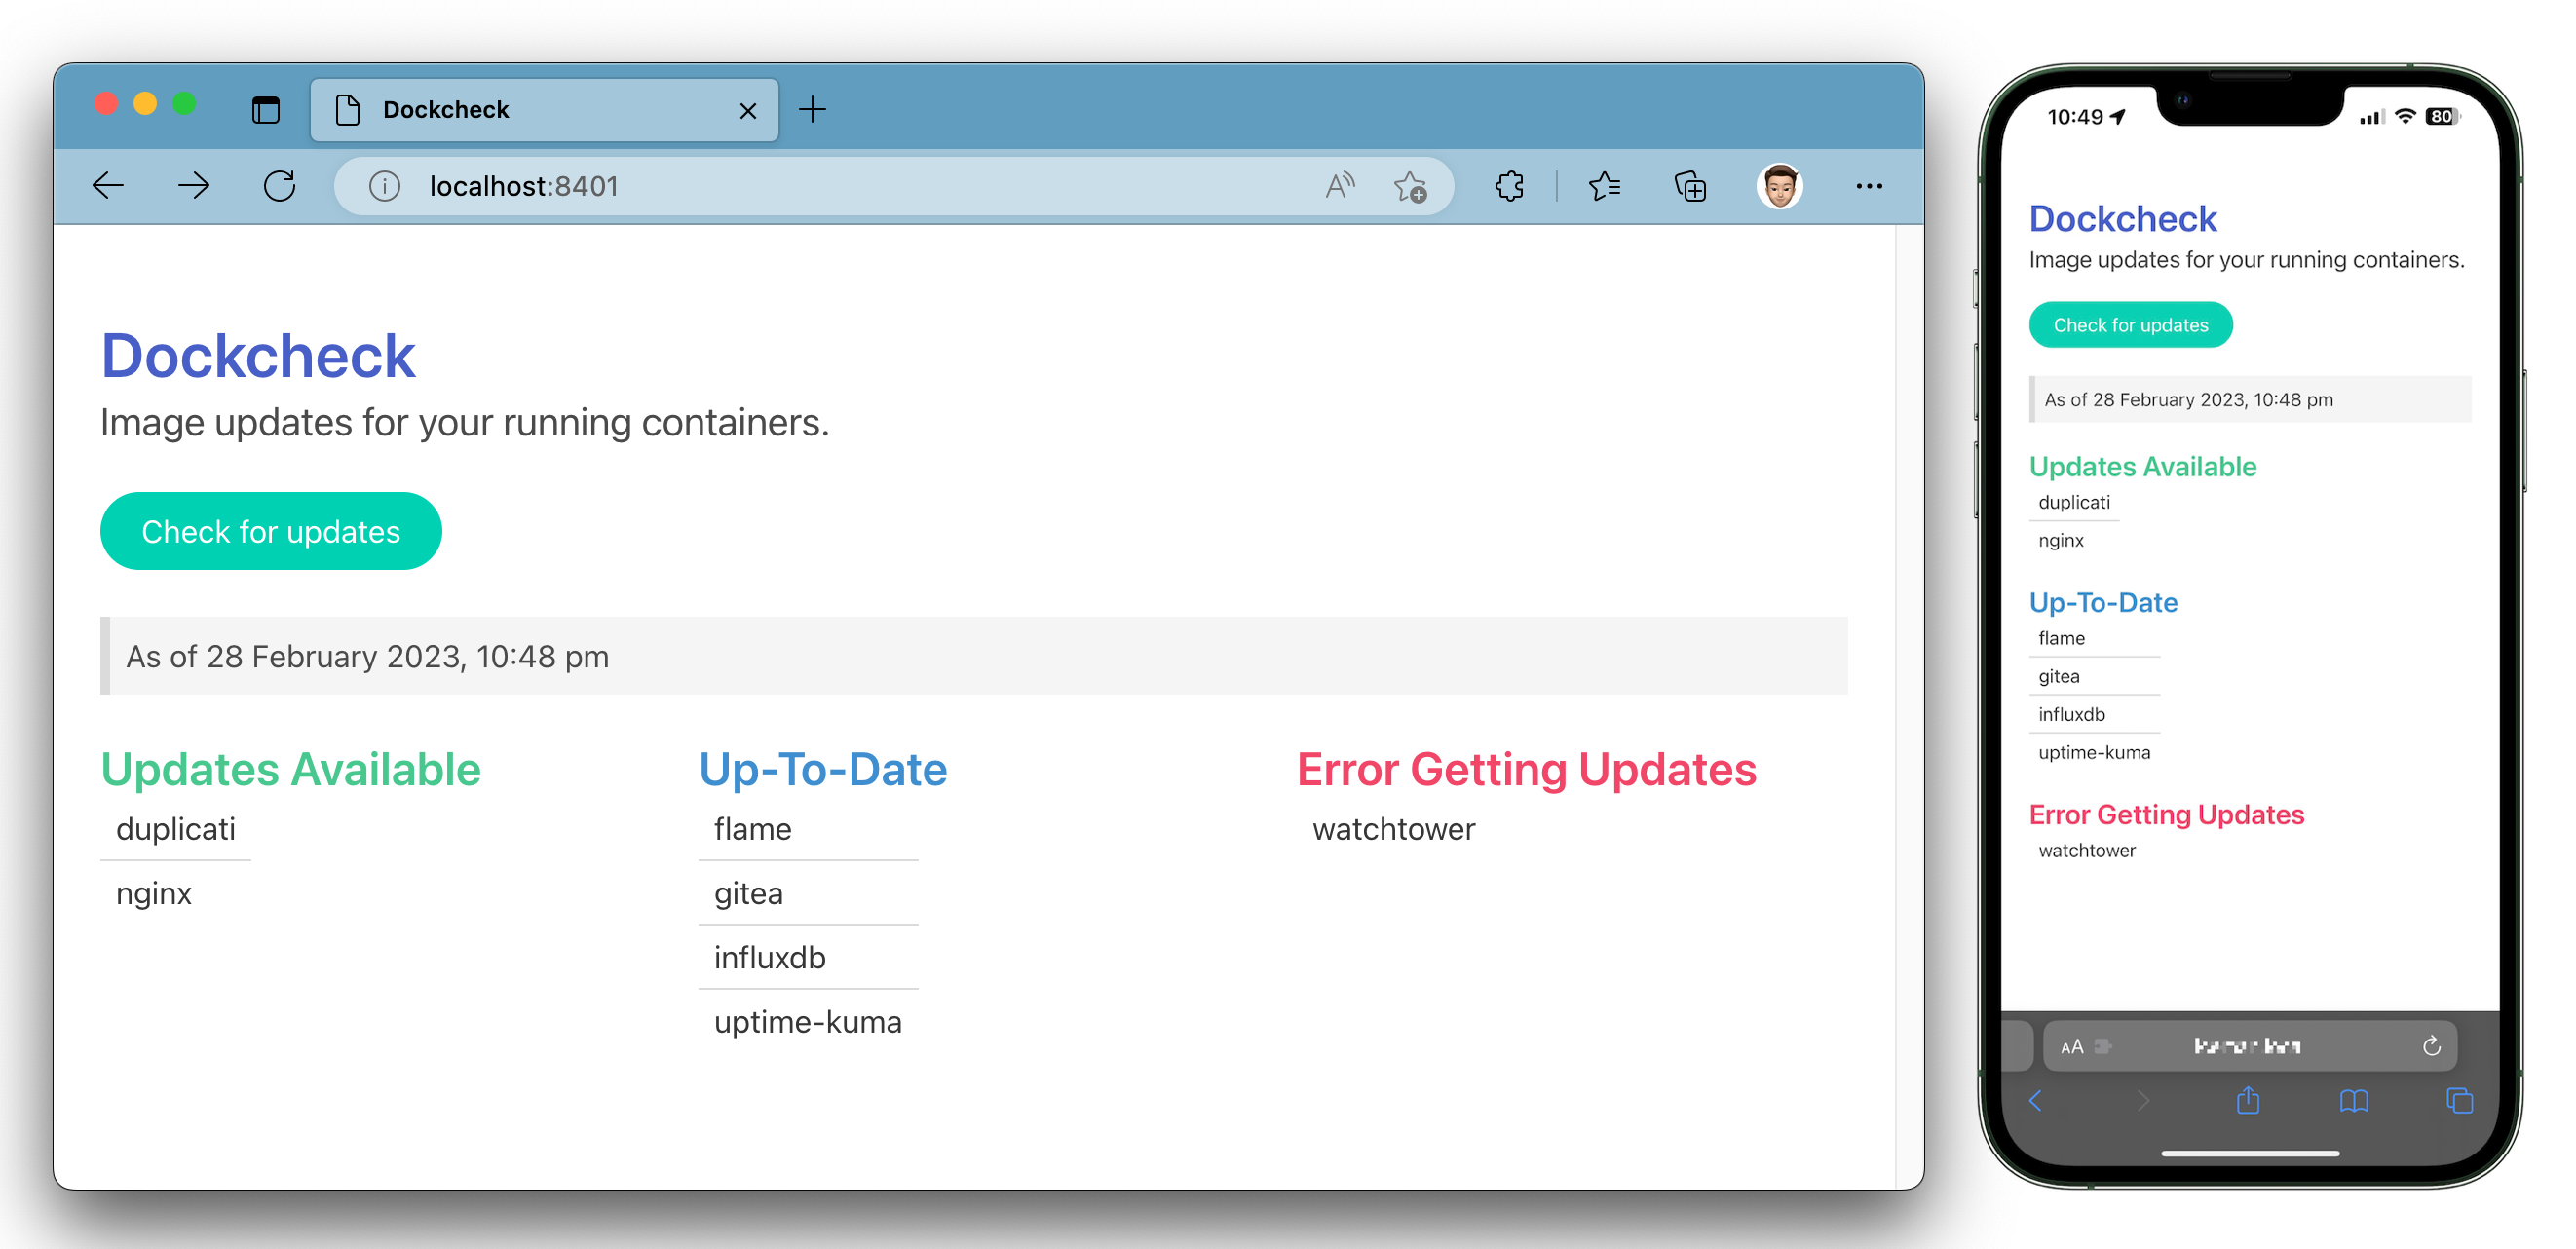 Dockcheck
localhost:8401
Dockcheck
Image updates for your running containers.
Check for updates
As of 28 February 2023, 10:48 pm
Updates Available
duplicati
nginx
Up-To-Date
flame
gitea
influxdb
uptime-kuma
Error Getting Updates
watchtower
10:49
80
Dockcheck
Image updates for your running containers.
Check for updates
As of 28 February 2023, 10:48 pm
Updates Available
duplicati
nginx
Up-To-Date
flame
gitea
influxdb
uptime-kuma
Error Getting Updates
watchtower
AA